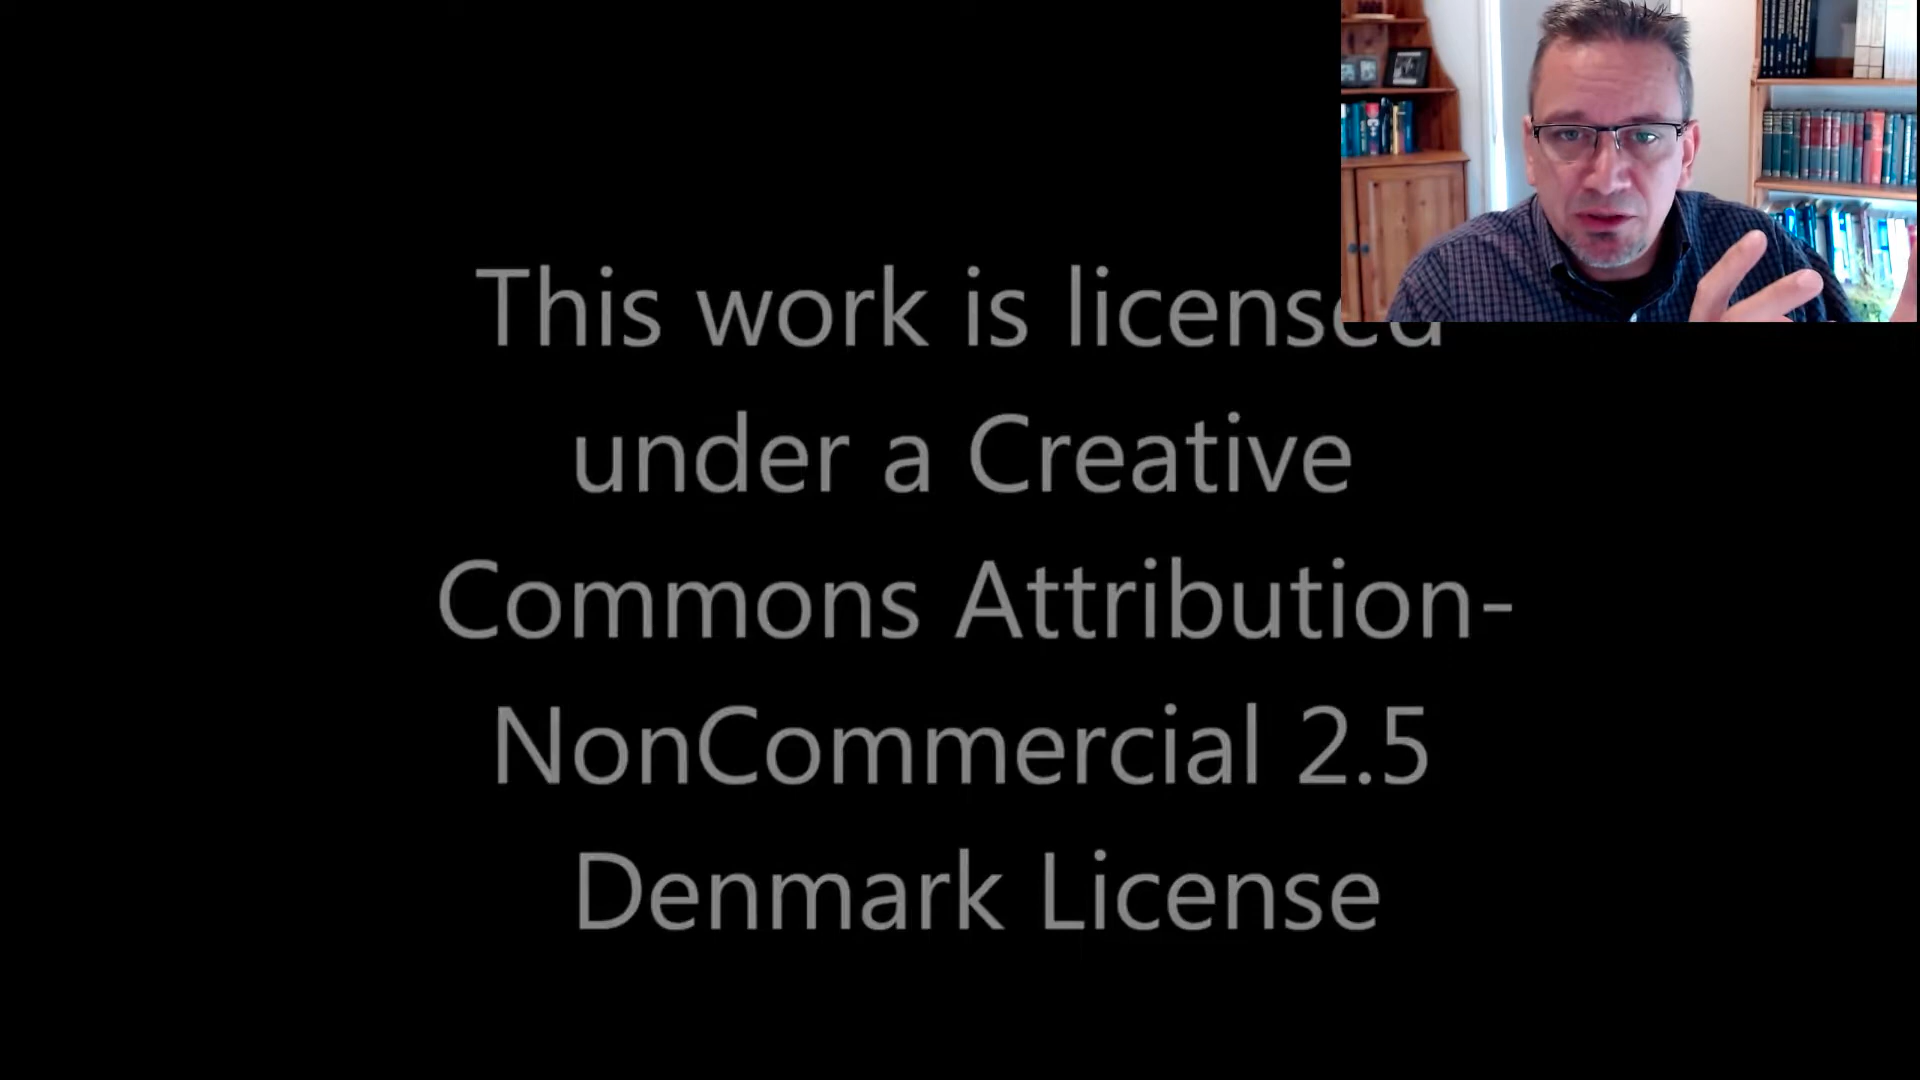 This work is licensed
under a Creative
Commons Attribution-
NonCommercial 2.5
Denmark License